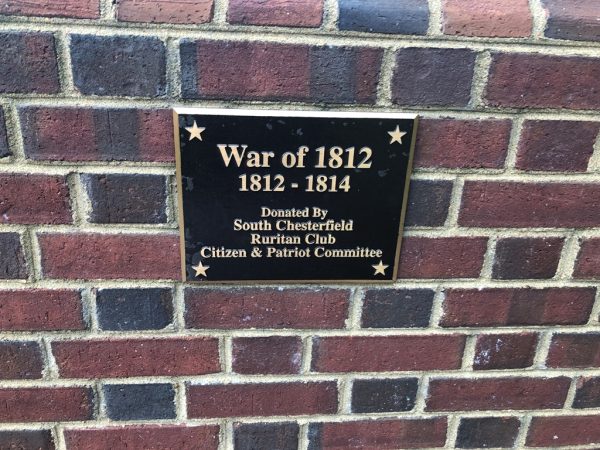 War of 1812
1812 - 1814
Donated By
South Chesterfield
Ruritan Club
Citizen & Patriot Committee